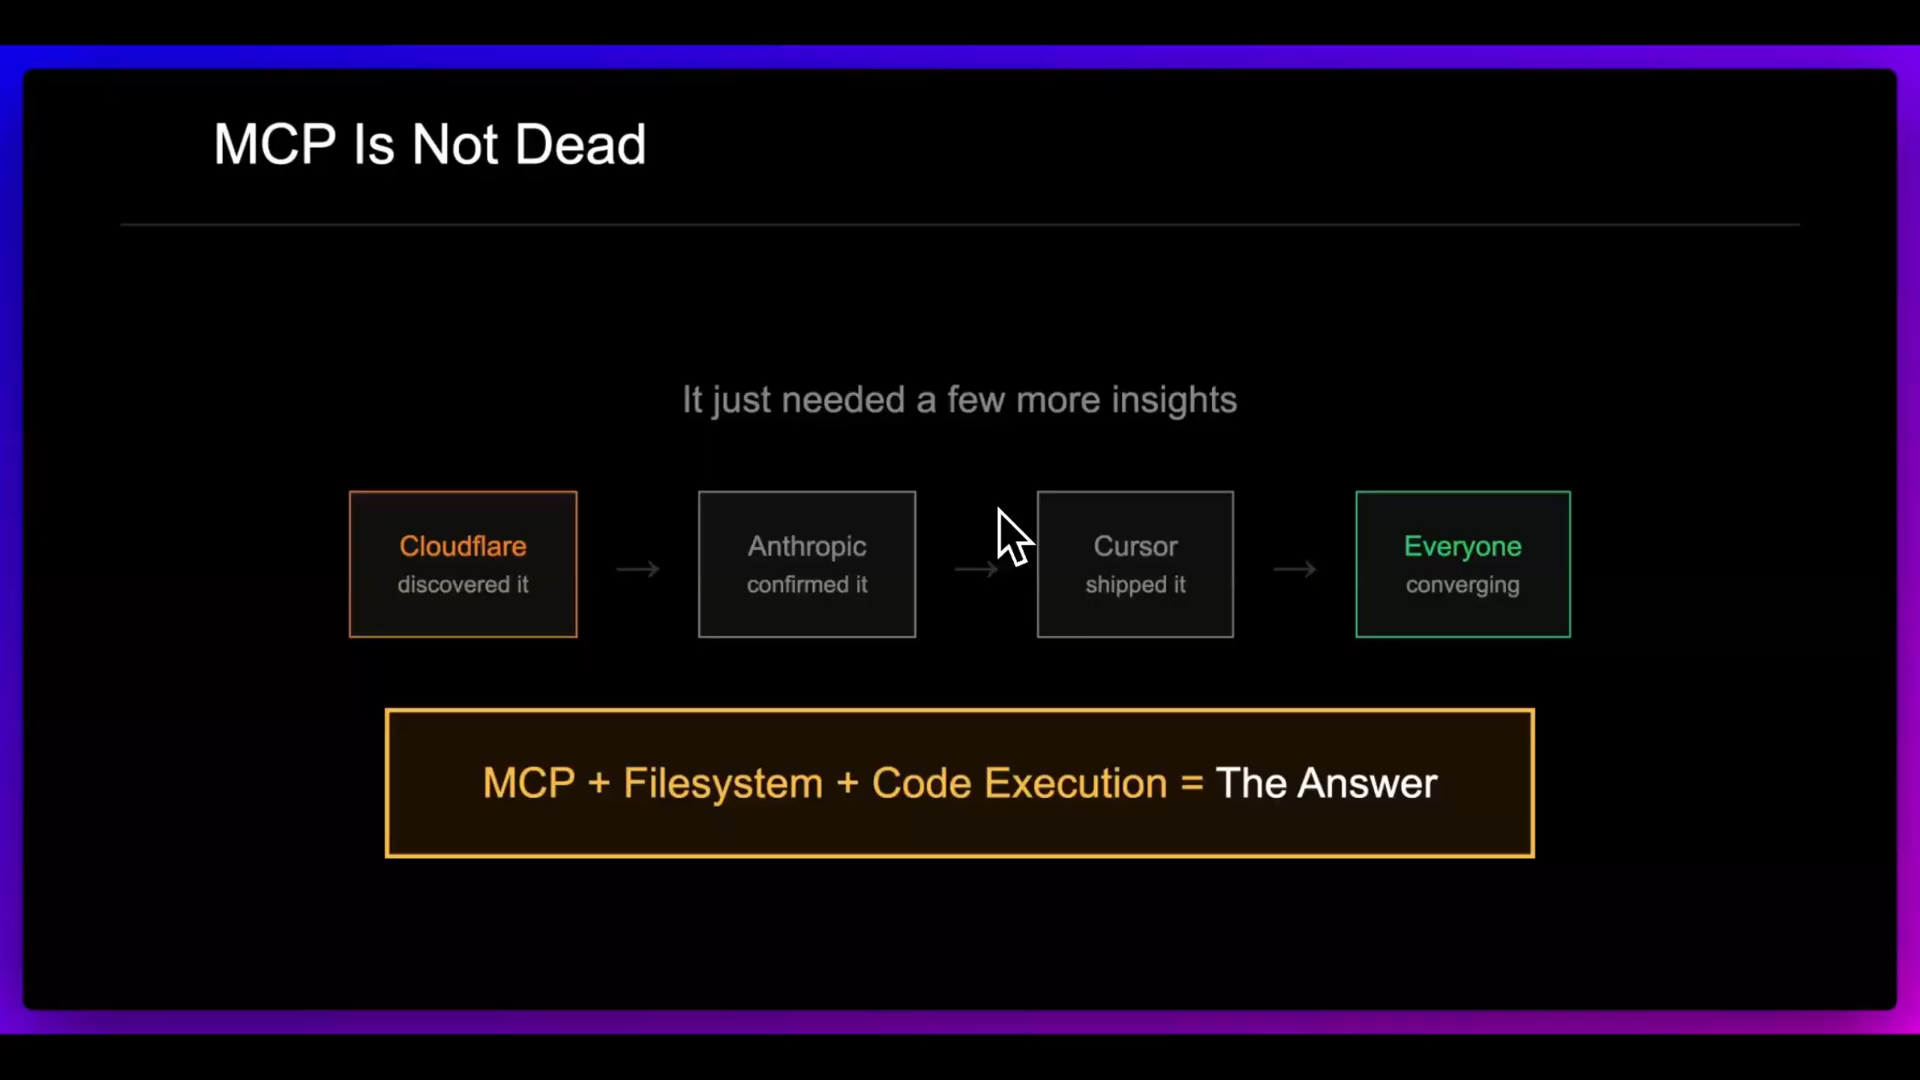 MCP Is Not Dead
It just needed a few more insights
Cloudflare
discovered it
→
Anthropic
confirmed it
→
Cursor
shipped it
→
Everyone
converging
MCP + Filesystem + Code Execution = The Answer